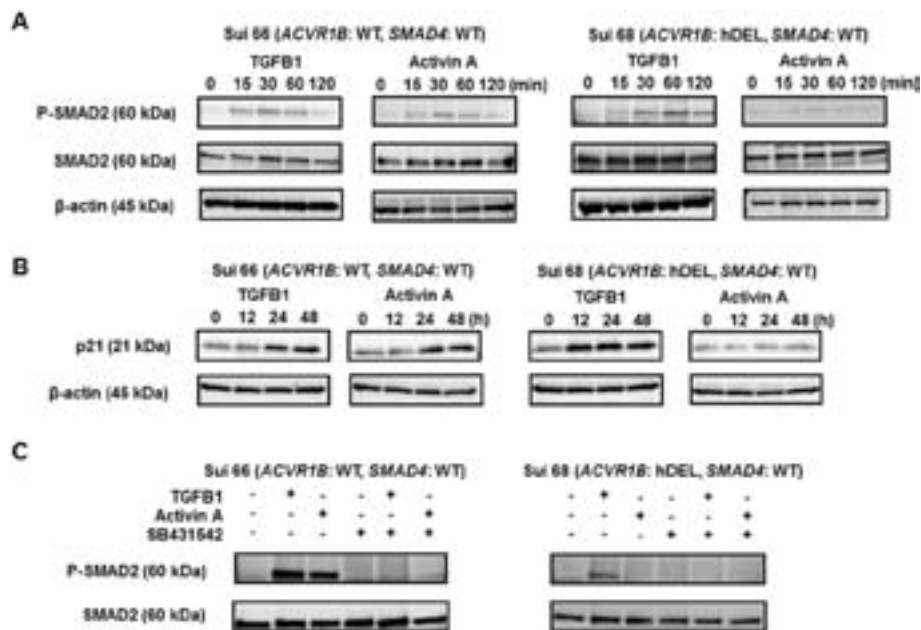 A
Sui 66 (ACVR1B: WT, SMAD4: WT) Sui 68 (ACVR1B: hDEL, SMAD4: WT)
TGFB1 Activin A TGFB1 Activin A
0 15 30 60 120 0 15 30 60 120 (min) 0 15 30 60 120 0 15 30 60 120 (min)
P-SMAD2 (60 kDa)
SMAD2 (60 kDa)
β-actin (45 kDa)
B
Sui 66 (ACVR1B: WT, SMAD4: WT) Sui 68 (ACVR1B: hDEL, SMAD4: WT)
TGFB1 Activin A TGFB1 Activin A
0 12 24 48 0 12 24 48 (h) 0 12 24 48 0 12 24 48 (h)
p21 (21 kDa)
β-actin (45 kDa)
C
Sui 66 (ACVR1B: WT, SMAD4: WT) Sui 68 (ACVR1B: hDEL, SMAD4: WT)
TGFB1 - + - - + - - + - - + -
Activin A - - + - - + - - + - - +
SB431542 - - - + + + - - - + + +
P-SMAD2 (60 kDa)
SMAD2 (60 kDa)